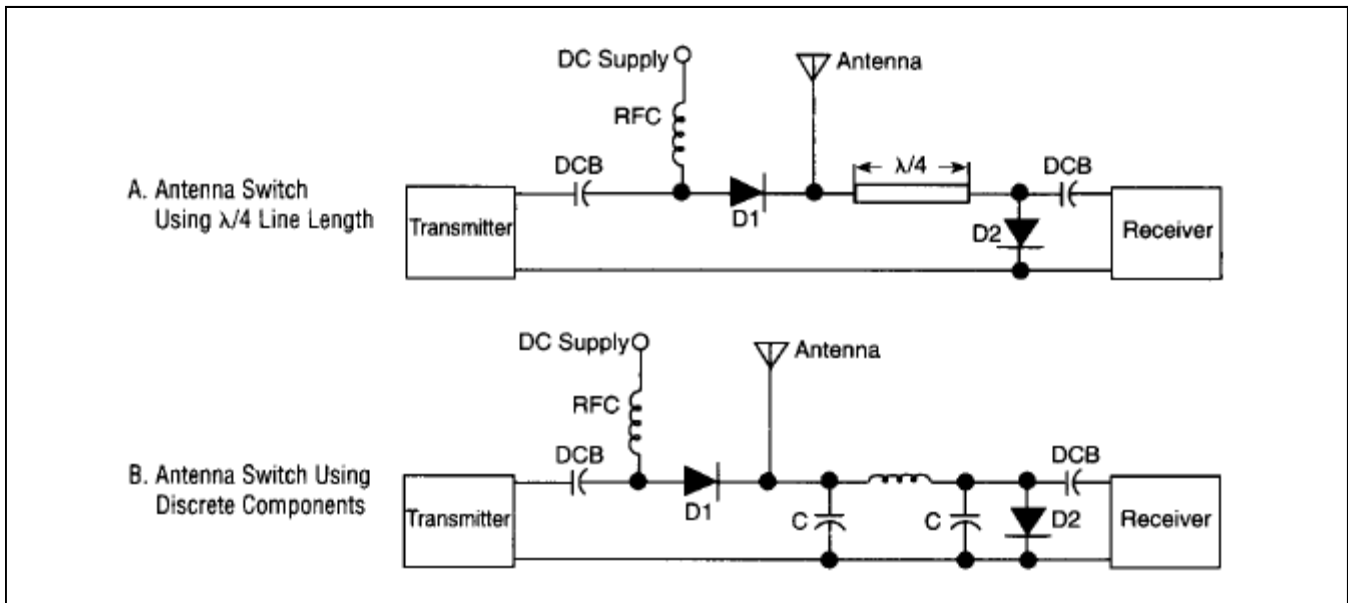 DC Supply
Antenna
RFC
DCB
λ/4
DCB
A. Antenna Switch
Using λ/4 Line Length
Transmitter
D1
D2
Receiver
DC Supply
Antenna
RFC
DCB
DCB
B. Antenna Switch Using
Discrete Components
Transmitter
D1
C
C
D2
Receiver